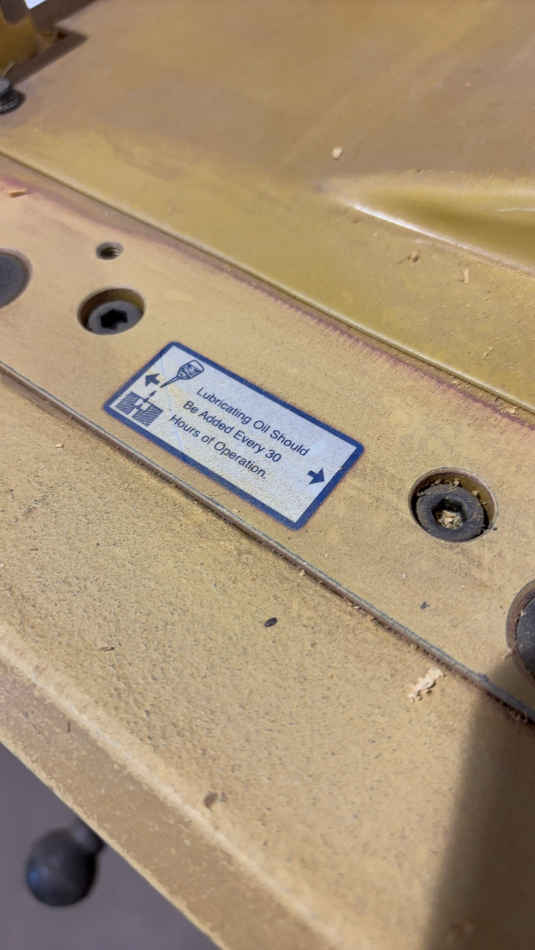 Lubricating Oil Should
Be Added Every 30
Hours of Operation.